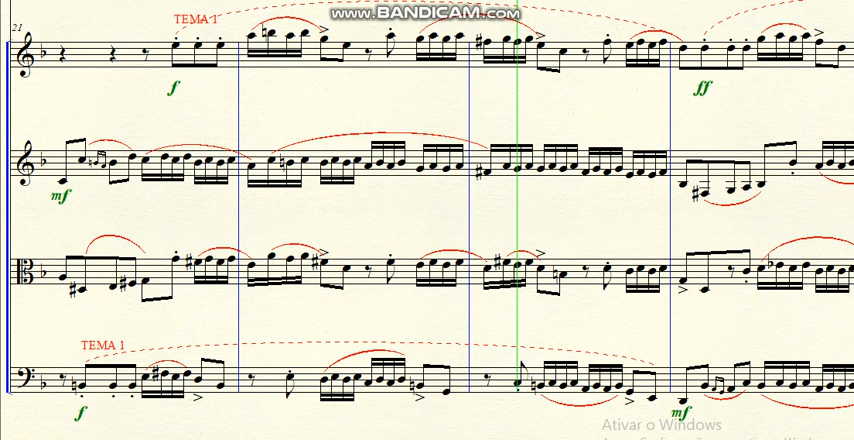 www.BANDICAM.com
TEMA 1
21
f
ff
mf
TEMA 1
f
mf
Ativar o Windows